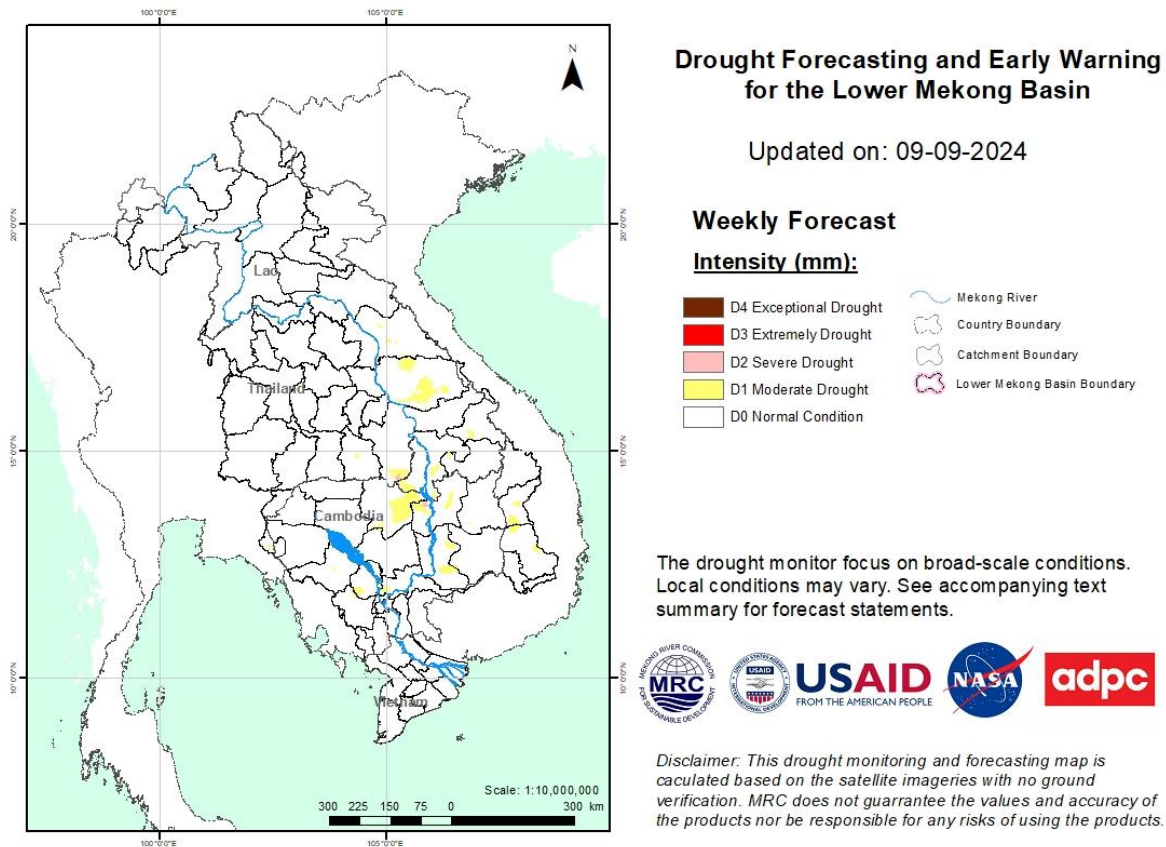 100°0'0"E
105°0'0"E
N
20°0'0"N
20°0'0"N
Lao
Thailand
15°0'0"N
15°0'0"N
Cambodia
10°0'0"N
10°0'0"N
Vietnam
Scale: 1:10,000,000
300 225 150 75 0 300 km
100°0'0"E
105°0'0"E
Drought Forecasting and Early Warning
for the Lower Mekong Basin
Updated on: 09-09-2024
Weekly Forecast
Intensity (mm):
D4 Exceptional Drought
D3 Extremely Drought
D2 Severe Drought
D1 Moderate Drought
D0 Normal Condition
Mekong River
Country Boundary
Catchment Boundary
Lower Mekong Basin Boundary
The drought monitor focus on broad-scale conditions.
Local conditions may vary. See accompanying text
summary for forecast statements.
MEKONG RIVER COMMISSION
MRC
FOR SUSTAINABLE DEVELOPMENT
UNITED STATES AGENCY
USAID
INTERNATIONAL DEVELOPMENT
USAID
FROM THE AMERICAN PEOPLE
NASA
adpc
Disclaimer: This drought monitoring and forecasting map is
caculated based on the satellite imageries with no ground
verification. MRC does not guarrantee the values and accuracy of
the products nor be responsible for any risks of using the products.